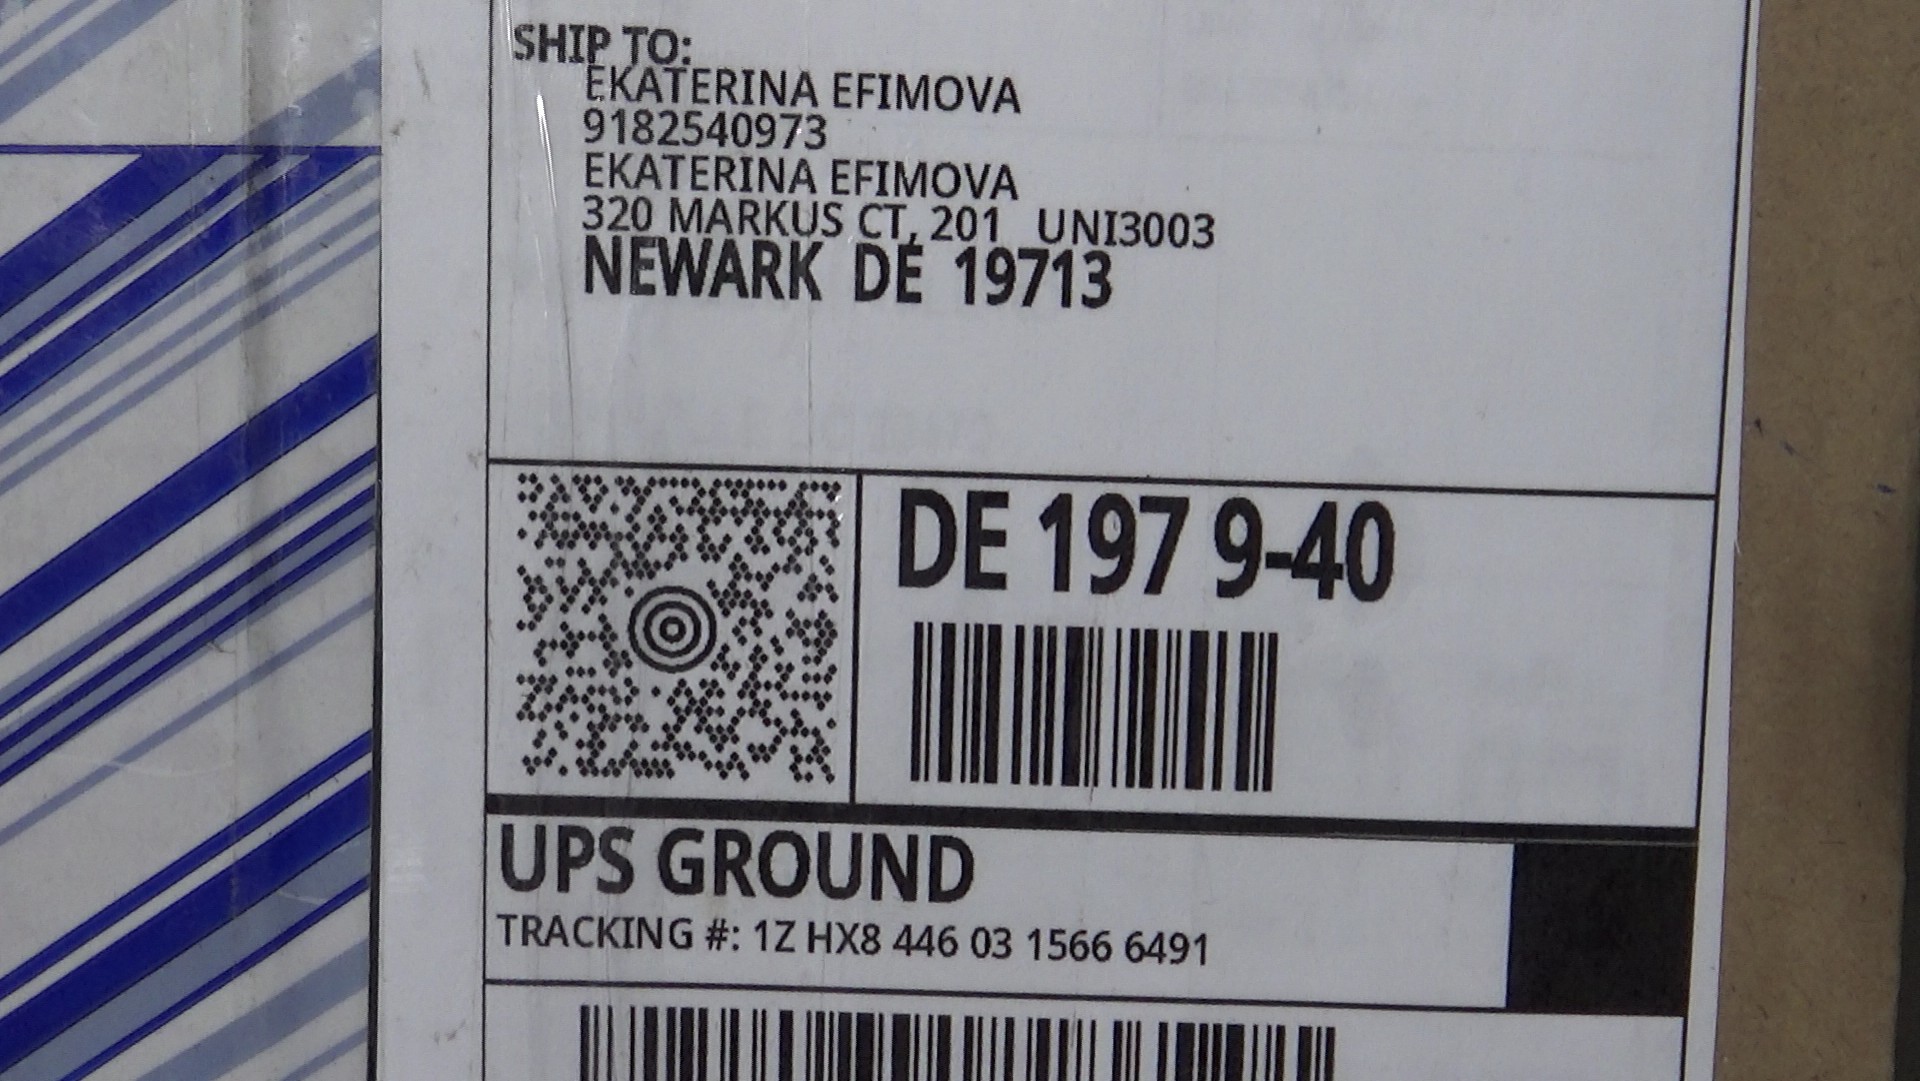 SHIP TO:
EKATERINA EFIMOVA
9182540973
EKATERINA EFIMOVA
320 MARKUS CT, 201 UNI3003
NEWARK DE 19713
DE 197 9-40
UPS GROUND
TRACKING #: 1Z HX8 446 03 1566 6491